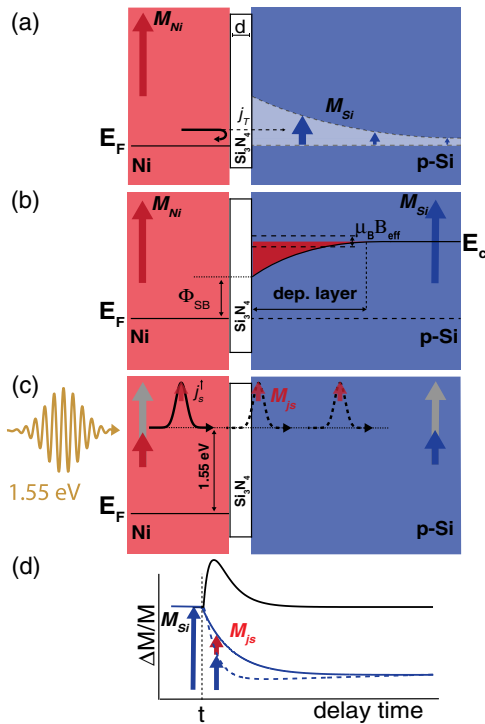 (a)
M_Ni
d
j_T
M_Si
E_F
Ni
Si3N4
p-Si
(b)
M_Ni
M_Si
μ_B B_eff
E_c
Φ_SB
dep. layer
E_F
Ni
Si3N4
p-Si
(c)
j_s^↑
M_js
1.55 eV
1.55 eV
E_F
Ni
Si3N4
p-Si
(d)
ΔM/M
M_Si
M_js
t
delay time